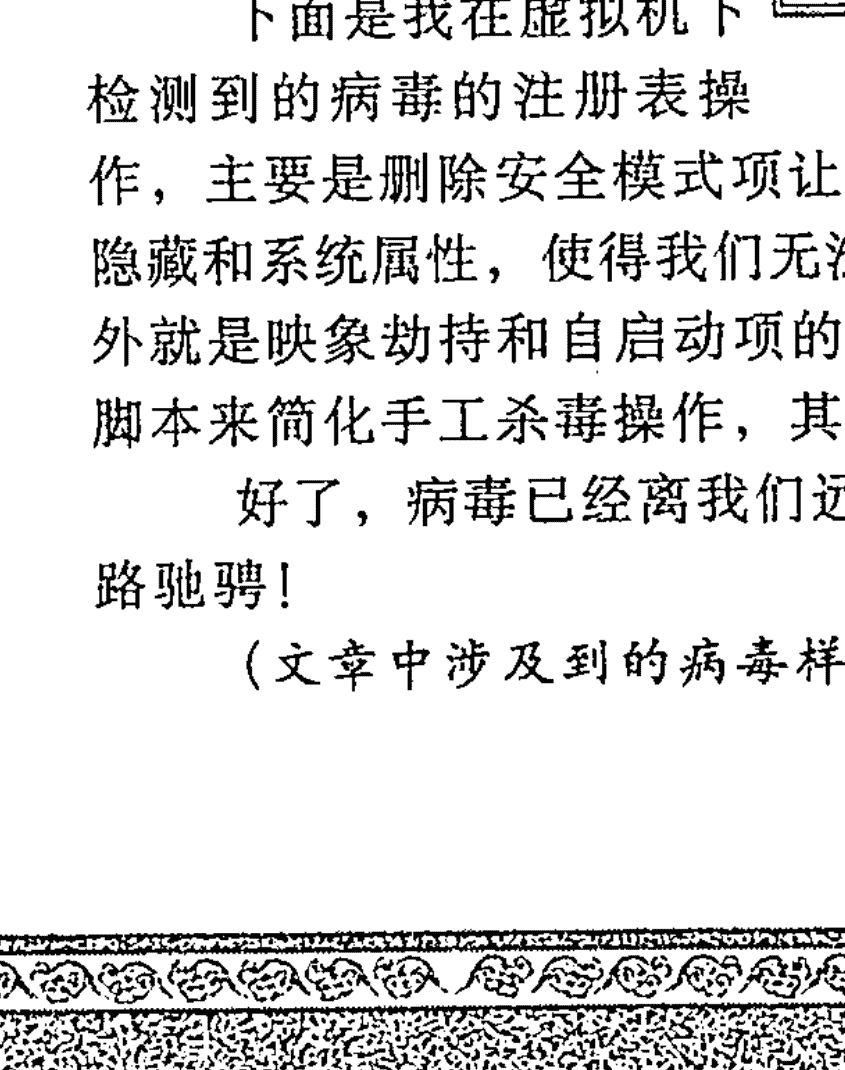 下面是我在虚拟机下
检测到的病毒的注册表操
作，主要是删除安全模式项让
隐藏和系统属性，使得我们无法
外就是映象劫持和自启动项的
脚本来简化手工杀毒操作，其
好了，病毒已经离我们远
路驰骋！
（文章中涉及到的病毒样